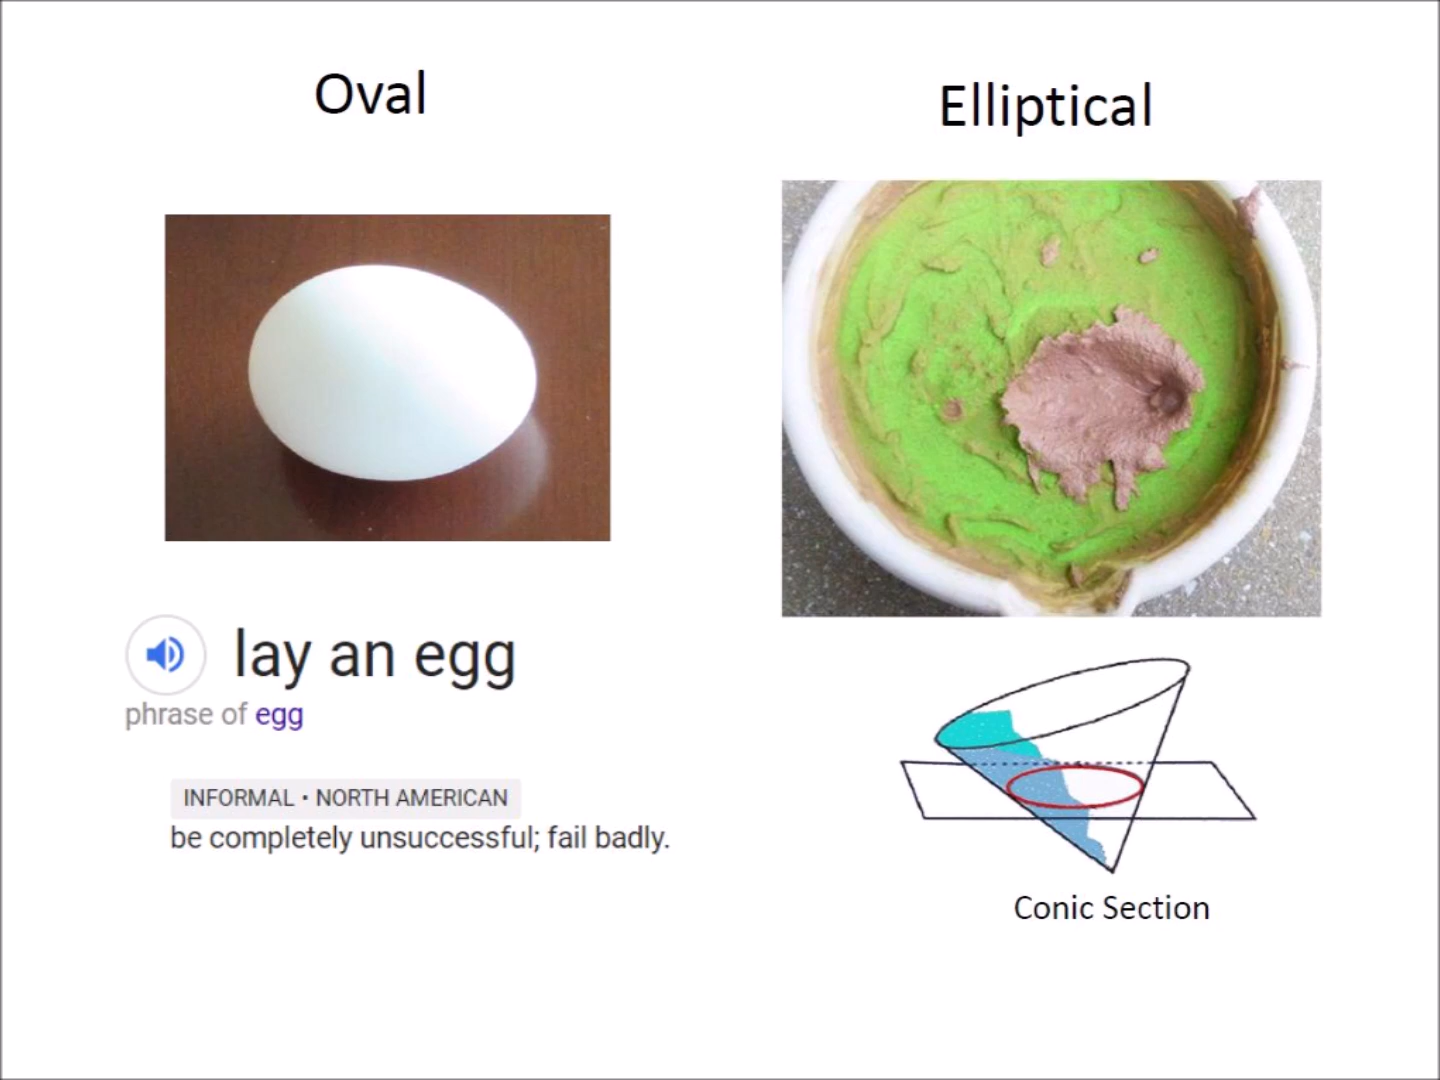 Oval
Elliptical
lay an egg
phrase of egg
INFORMAL • NORTH AMERICAN
be completely unsuccessful; fail badly.
Conic Section